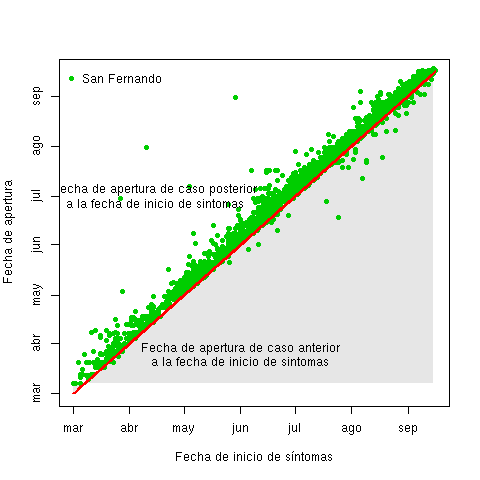 San Fernando
echa de apertura de caso posterior
a la fecha de inicio de sintomas
Fecha de apertura de caso anterior
a la fecha de inicio de sintomas
Fecha de apertura
mar
abr
may
jun
jul
ago
sep
mar
abr
may
jun
jul
ago
sep
Fecha de inicio de síntomas